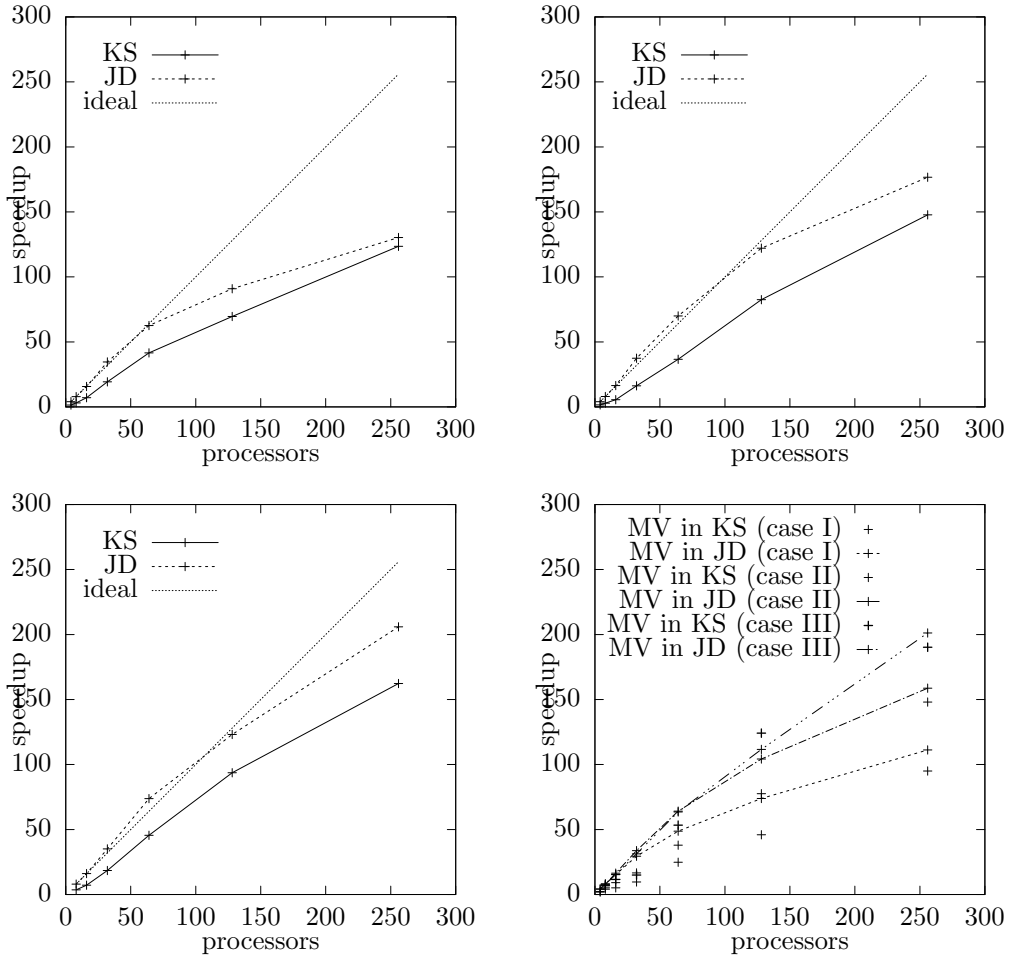 300
250
200
150
100
50
0
speedup
KS
JD
ideal
0 50 100 150 200 250 300
processors
300
250
200
150
100
50
0
speedup
KS
JD
ideal
0 50 100 150 200 250 300
processors
300
250
200
150
100
50
0
speedup
KS
JD
ideal
0 50 100 150 200 250 300
processors
300
250
200
150
100
50
0
speedup
MV in KS (case I)
MV in JD (case I)
MV in KS (case II)
MV in JD (case II)
MV in KS (case III)
MV in JD (case III)
0 50 100 150 200 250 300
processors